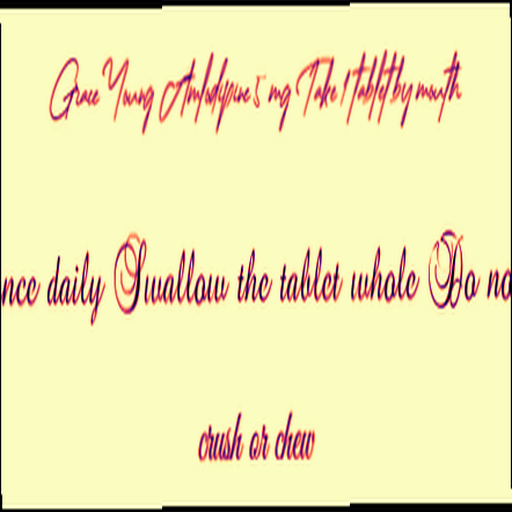 Grace Young Amlodipine 5 mg Take 1 tablet by mouth
nce daily Swallow the tablet whole Do no
crush or chew